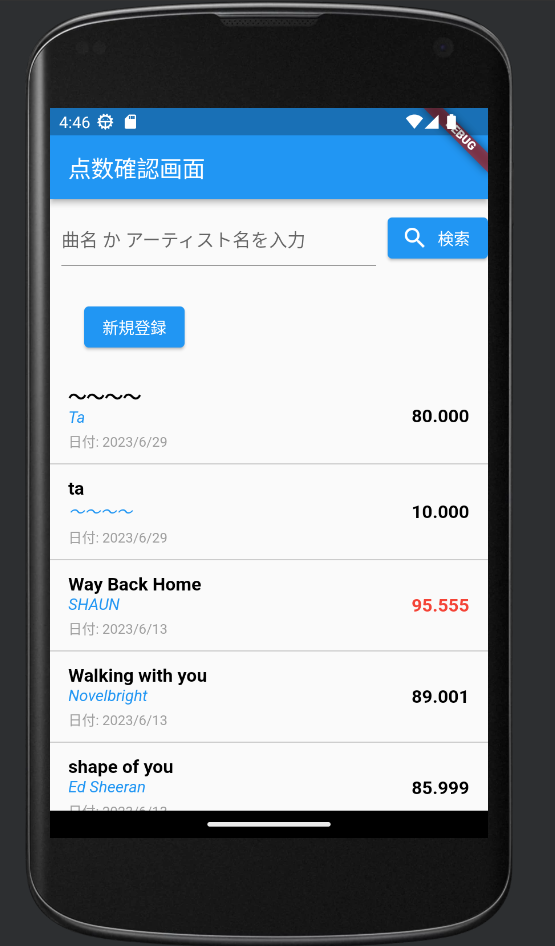 4:46
DEBUG
点数確認画面
曲名 か アーティスト名を入力
検索
新規登録
〜〜〜〜
Ta
80.000
日付: 2023/6/29
ta
〜〜〜〜
10.000
日付: 2023/6/29
Way Back Home
SHAUN
95.555
日付: 2023/6/13
Walking with you
Novelbright
89.001
日付: 2023/6/13
shape of you
Ed Sheeran
85.999
日付: 2023/6/13